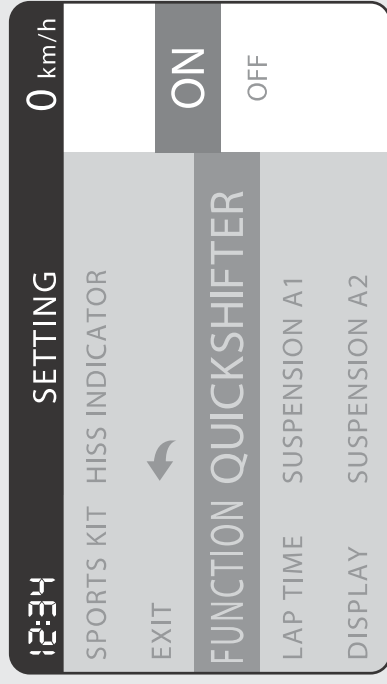 12:34 SETTING 0 km/h
SPORTS KIT HISS INDICATOR
EXIT ON
FUNCTION QUICKSHIFTER
OFF
LAP TIME SUSPENSION A1
DISPLAY SUSPENSION A2